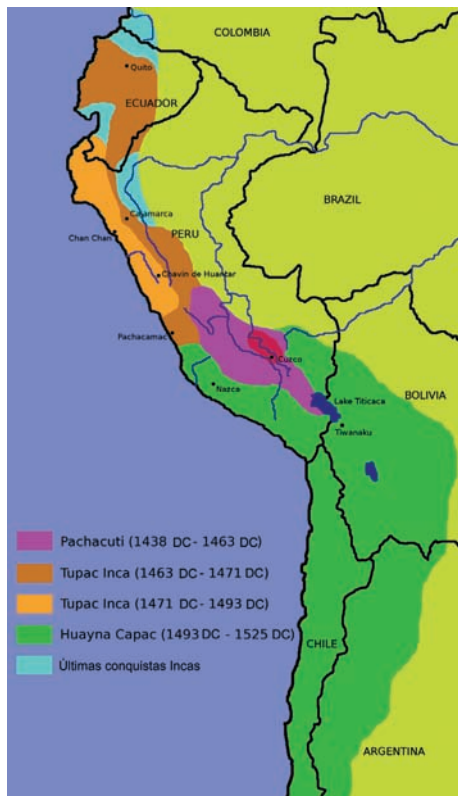 COLOMBIA
Quito
ECUADOR
BRAZIL
Cajamarca
Chan Chan
PERU
Chavin de Huantar
Pachacamac
Cuzco
Nazca
Lake Titicaca
BOLIVIA
Tiwanaku
Pachacuti (1438 DC - 1463 DC)
Tupac Inca (1463 DC - 1471 DC)
Tupac Inca (1471 DC - 1493 DC)
Huayna Capac (1493 DC - 1525 DC)
Últimas conquistas Incas
CHILE
ARGENTINA